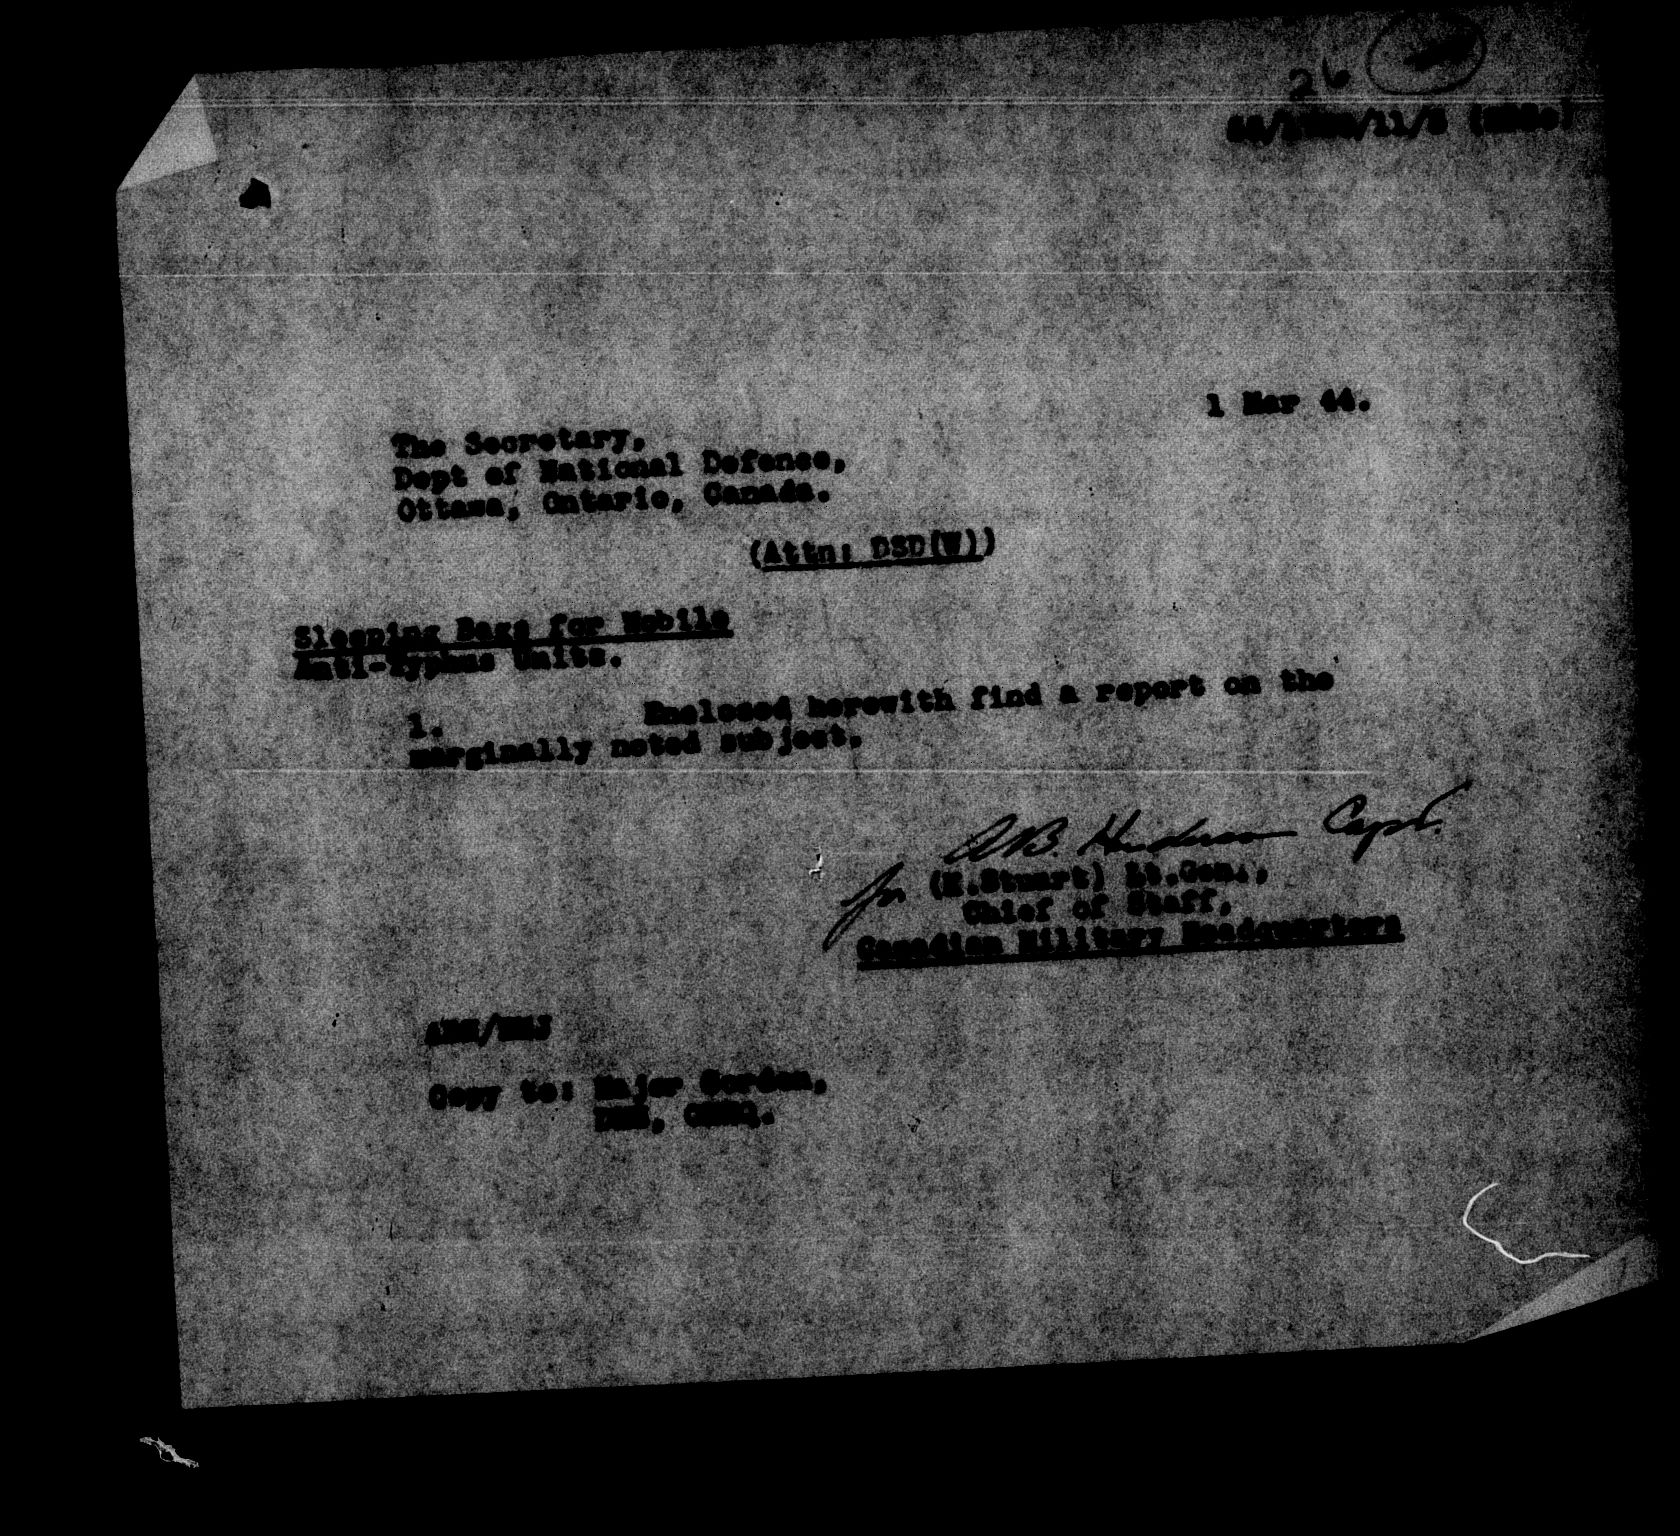 26
1 Mar 44.
The Secretary,
Dept of National Defence,
Ottawa, Ontario, Canada.
(Attn: DSD(W))
Sleeping Bags for Mobile
Anti-Typhus Units.
1. Enclosed herewith find a report on the
marginally noted subject.
A.B. Henderson Capt.
for (K.Stuart) Lt.Gen.,
Chief of Staff,
Canadian Military Headquarters
Copy to: Major Gordon,
CMHQ.